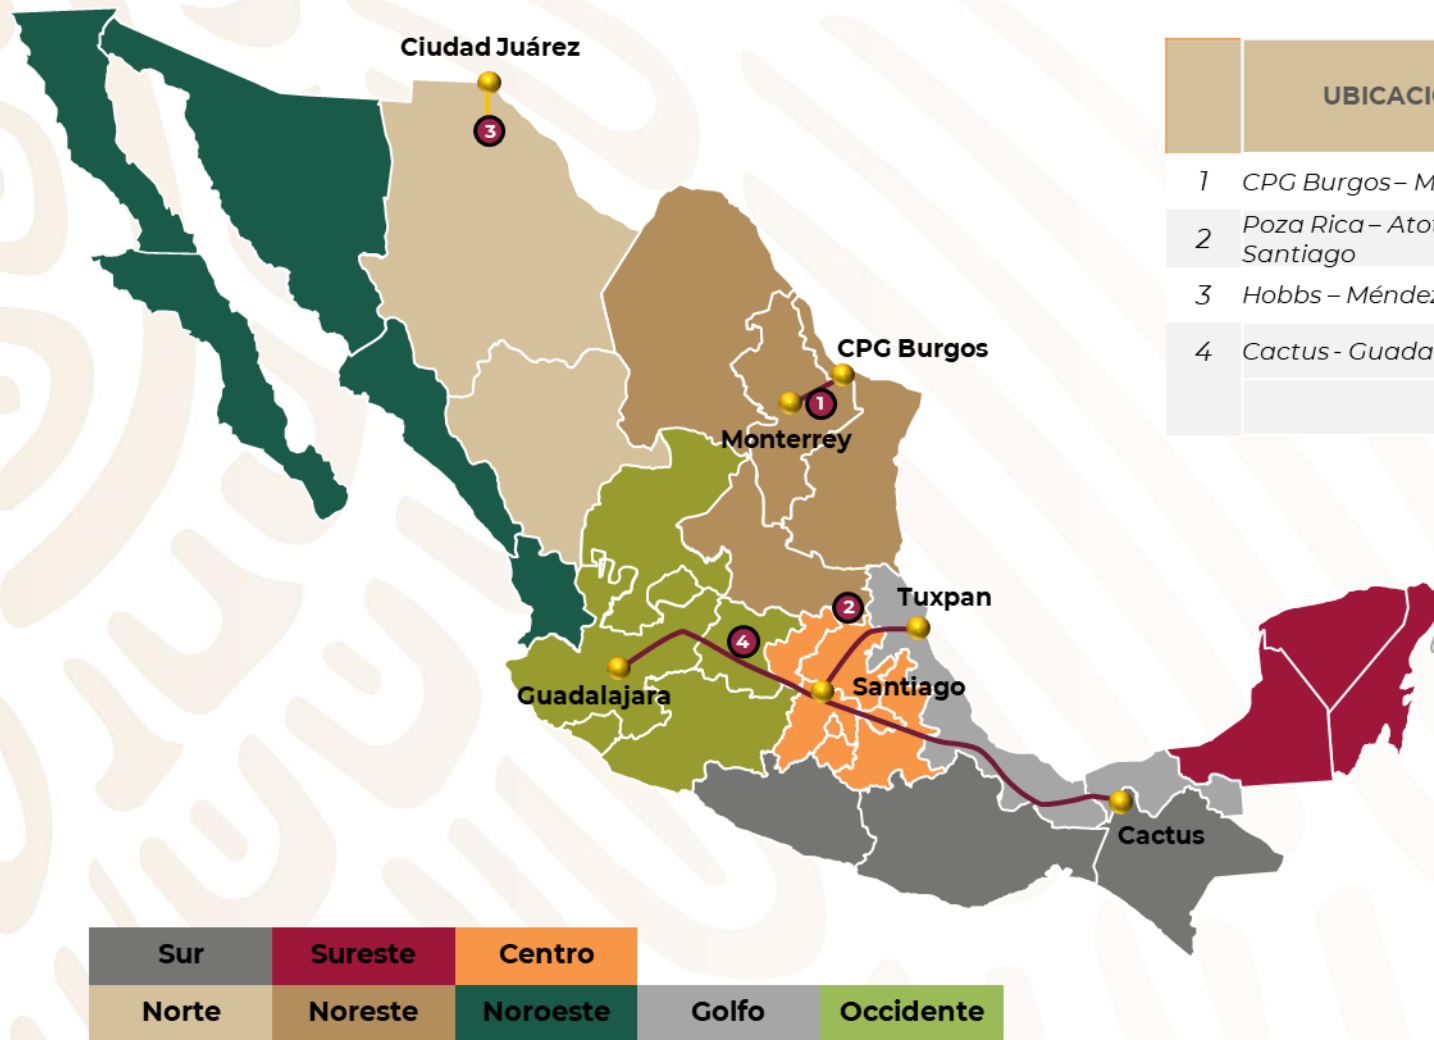 Ciudad Juárez
3
UBICACI
1 CPG Burgos – M
2 Poza Rica – Atot
Santiago
3 Hobbs – Méndez
4 Cactus - Guada
CPG Burgos
1
Monterrey
2
Tuxpan
4
Santiago
Guadalajara
Cactus
Sur Sureste Centro
Norte Noreste Noroeste Golfo Occidente